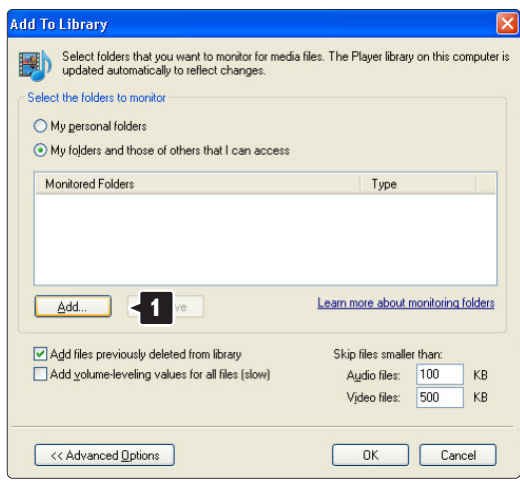 Add To Library
Select folders that you want to monitor for media files. The Player library on this computer is
updated automatically to reflect changes.
Select the folders to monitor
My personal folders
My folders and those of others that I can access
Monitored Folders Type
Add... 1 Learn more about monitoring folders
Add files previously deleted from library Skip files smaller than:
Add volume-leveling values for all files (slow) Audio files: 100 KB
Video files: 500 KB
<< Advanced Options OK Cancel